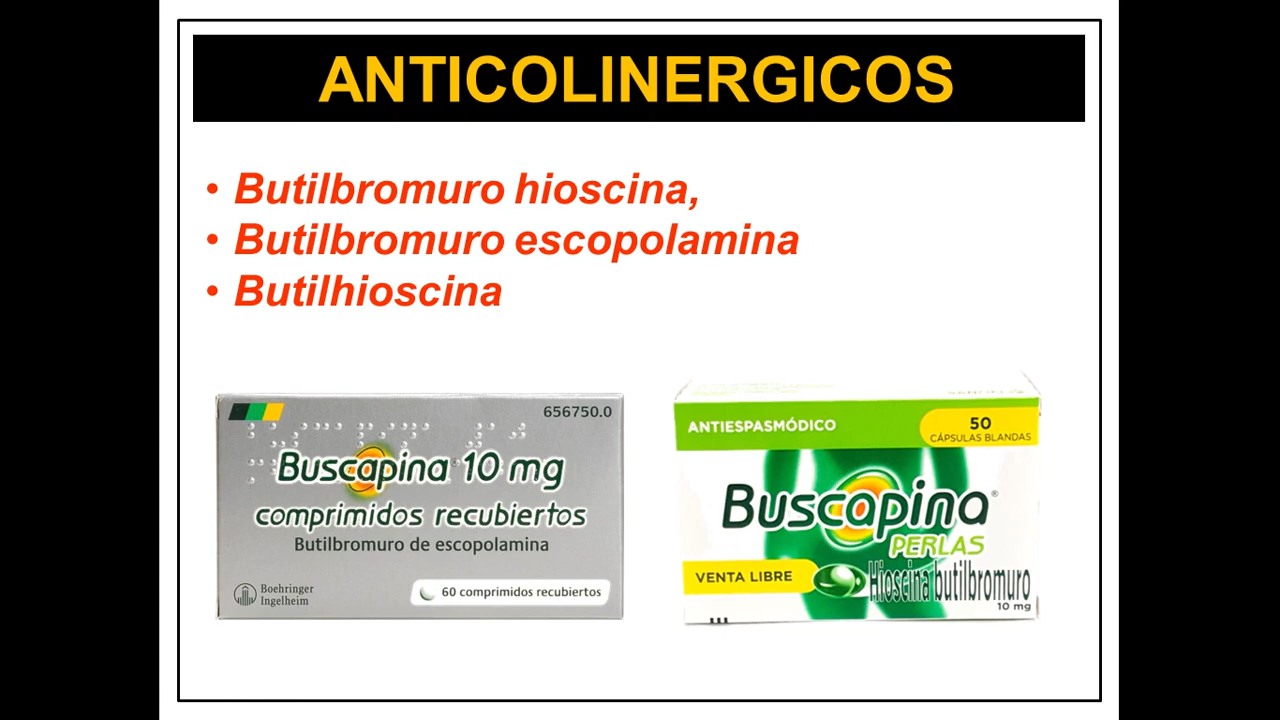 ANTICOLINERGICOS
• Butilbromuro hioscina,
• Butilbromuro escopolamina
• Butilhioscina
656750.0
Buscapina® 10 mg
comprimidos recubiertos
Butilbromuro de escopolamina
Boehringer
Ingelheim
60 comprimidos recubiertos
ANTIESPASMÓDICO
50
CÁPSULAS BLANDAS
Buscapina®
PERLAS
VENTA LIBRE
Hioscina butilbromuro
10 mg